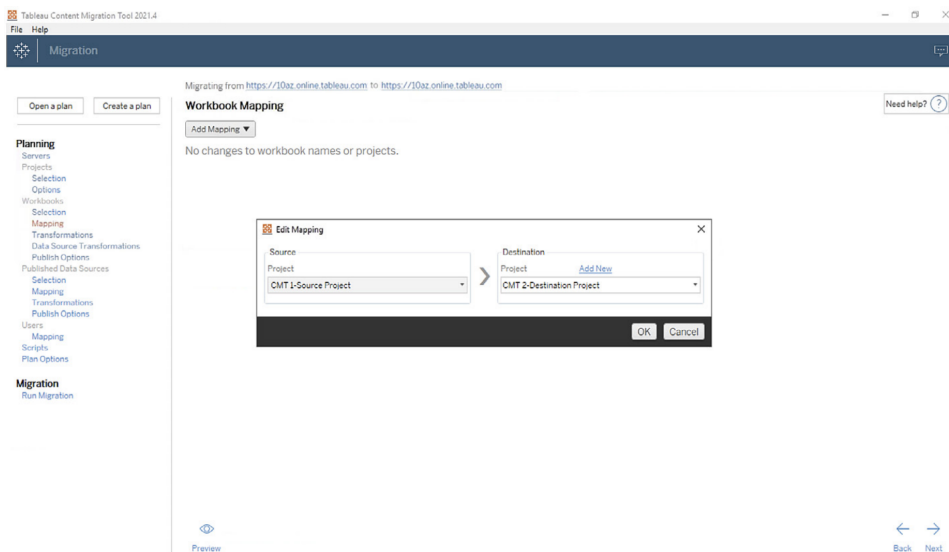 Tableau Content Migration Tool 2021.4
File Help
Migration
Open a plan Create a plan
Planning
Servers
Projects
Selection
Options
Workbooks
Selection
Mapping
Transformations
Data Source Transformations
Publish Options
Published Data Sources
Selection
Mapping
Transformations
Publish Options
Users
Mapping
Scripts
Plan Options
Migration
Run Migration
Migrating from https://10az.online.tableau.com to https://10az.online.tableau.com
Workbook Mapping
Need help? ?
Add Mapping ▼
No changes to workbook names or projects.
Edit Mapping
Source
Project
CMT 1-Source Project
Destination
Project Add New
CMT 2-Destination Project
OK Cancel
Preview
Back Next